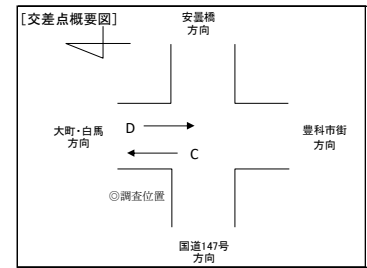 [交差点概要図]
安曇橋
方向
大町・白馬
方向
D
C
豊科市街
方向
◎調査位置
国道147号
方向